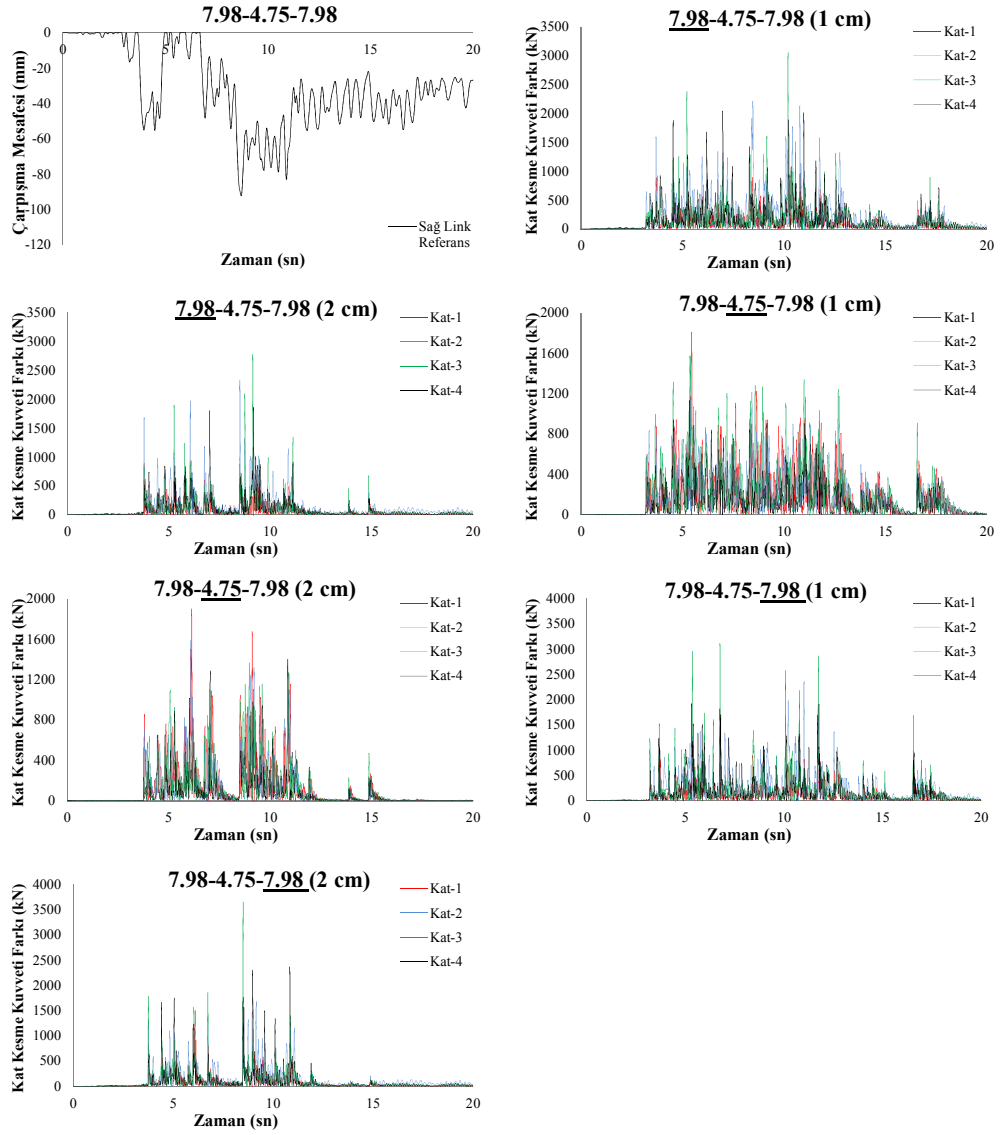 7.98-4.75-7.98
0
-20
-40
-60
-80
-100
-120
0 5 10 15 20
Çarpışma Mesafesi (mm)
Zaman (sn)
Sağ Link
Referans
7.98-4.75-7.98 (1 cm)
3500
3000
2500
2000
1500
1000
500
0
0 5 10 15 20
Kat Kesme Kuvveti Farkı (kN)
Zaman (sn)
Kat-1
Kat-2
Kat-3
Kat-4
7.98-4.75-7.98 (2 cm)
3500
3000
2500
2000
1500
1000
500
0
0 5 10 15 20
Kat Kesme Kuvveti Farkı (kN)
Zaman (sn)
Kat-1
Kat-2
Kat-3
Kat-4
7.98-4.75-7.98 (1 cm)
2000
1600
1200
800
400
0
0 5 10 15 20
Kat Kesme Kuvveti Farkı (kN)
Zaman (sn)
Kat-1
Kat-2
Kat-3
Kat-4
7.98-4.75-7.98 (2 cm)
2000
1600
1200
800
400
0
0 5 10 15 20
Kat Kesme Kuvveti Farkı (kN)
Zaman (sn)
Kat-1
Kat-2
Kat-3
Kat-4
7.98-4.75-7.98 (1 cm)
4000
3500
3000
2500
2000
1500
1000
500
0
0 5 10 15 20
Kat Kesme Kuvveti Farkı (kN)
Zaman (sn)
Kat-1
Kat-2
Kat-3
Kat-4
7.98-4.75-7.98 (2 cm)
4000
3500
3000
2500
2000
1500
1000
500
0
0 5 10 15 20
Kat Kesme Kuvveti Farkı (kN)
Zaman (sn)
Kat-1
Kat-2
Kat-3
Kat-4